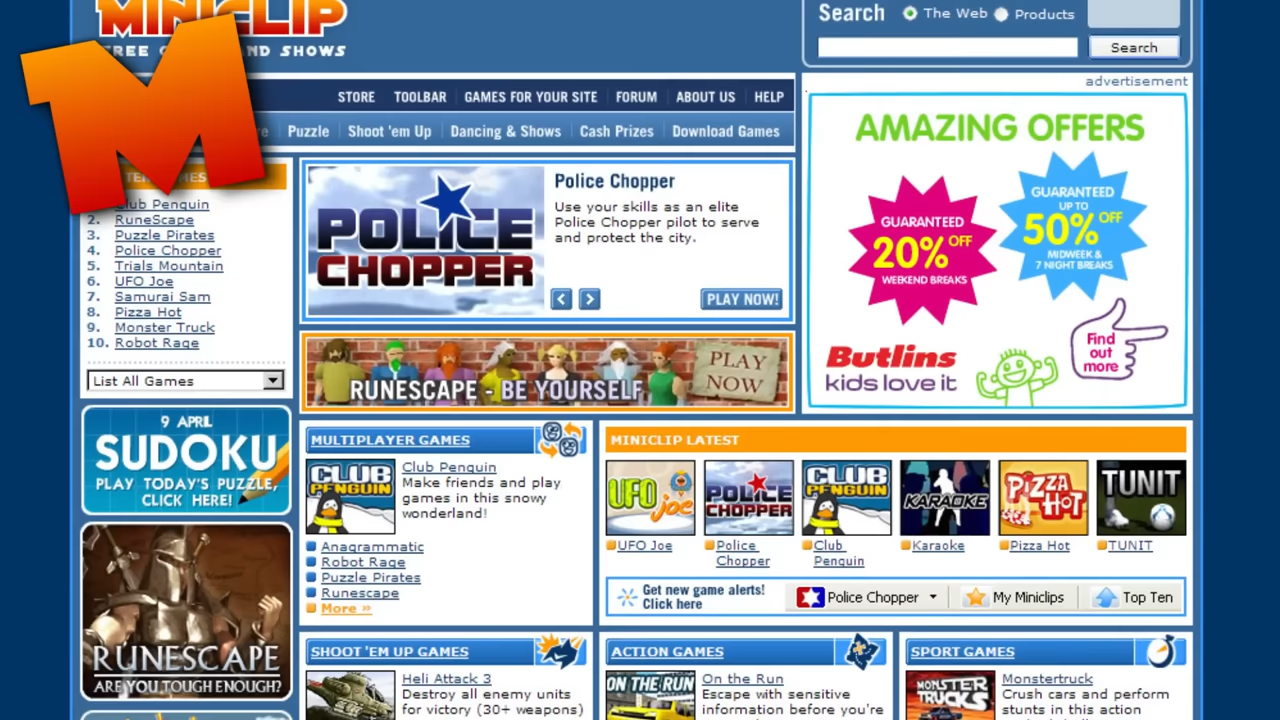 MINICLIP
FREE G AND SHOWS
M
Search The Web Products
Search
advertisement
STORE TOOLBAR GAMES FOR YOUR SITE FORUM ABOUT US HELP
Puzzle Shoot 'em Up Dancing & Shows Cash Prizes Download Games
Club Penguin
2. RuneScape
3. Puzzle Pirates
4. Police Chopper
5. Trials Mountain
6. UFO Joe
7. Samurai Sam
8. Pizza Hot
9. Monster Truck
10. Robot Rage
List All Games
9 APRIL
SUDOKU
PLAY TODAY'S PUZZLE,
CLICK HERE!
RUNESCAPE
ARE YOU TOUGH ENOUGH?
POLICE
CHOPPER
Police Chopper
Use your skills as an elite
Police Chopper pilot to serve
and protect the city.
< > PLAY NOW!
RUNESCAPE - BE YOURSELF
PLAY
NOW
AMAZING OFFERS
GUARANTEED
20% OFF
WEEKEND BREAKS
GUARANTEED
UP TO
50% OFF
MIDWEEK &
7 NIGHT BREAKS
Butlins
kids love it
Find
out
more
MULTIPLAYER GAMES
CLUB
PENGUIN
Club Penguin
Make friends and play
games in this snowy
wonderland!
Anagrammatic
Robot Rage
Puzzle Pirates
Runescape
More »
MINICLIP LATEST
UFO
joe
POLICE
CHOPPER
CLUB
PENGUIN
KARAOKE
PIZZA
HOT
TUNIT
UFO Joe
Police
Chopper
Club
Penguin
Karaoke
Pizza Hot
TUNIT
Get new game alerts!
Click here
Police Chopper
My Miniclips
Top Ten
SHOOT 'EM UP GAMES
Heli Attack 3
Destroy all enemy units
for victory (30+ weapons)
ACTION GAMES
ON THE RUN
On the Run
Escape with sensitive
information before you're
SPORT GAMES
MONSTER
TRUCKS
Monstertruck
Crush cars and perform
stunts in this action